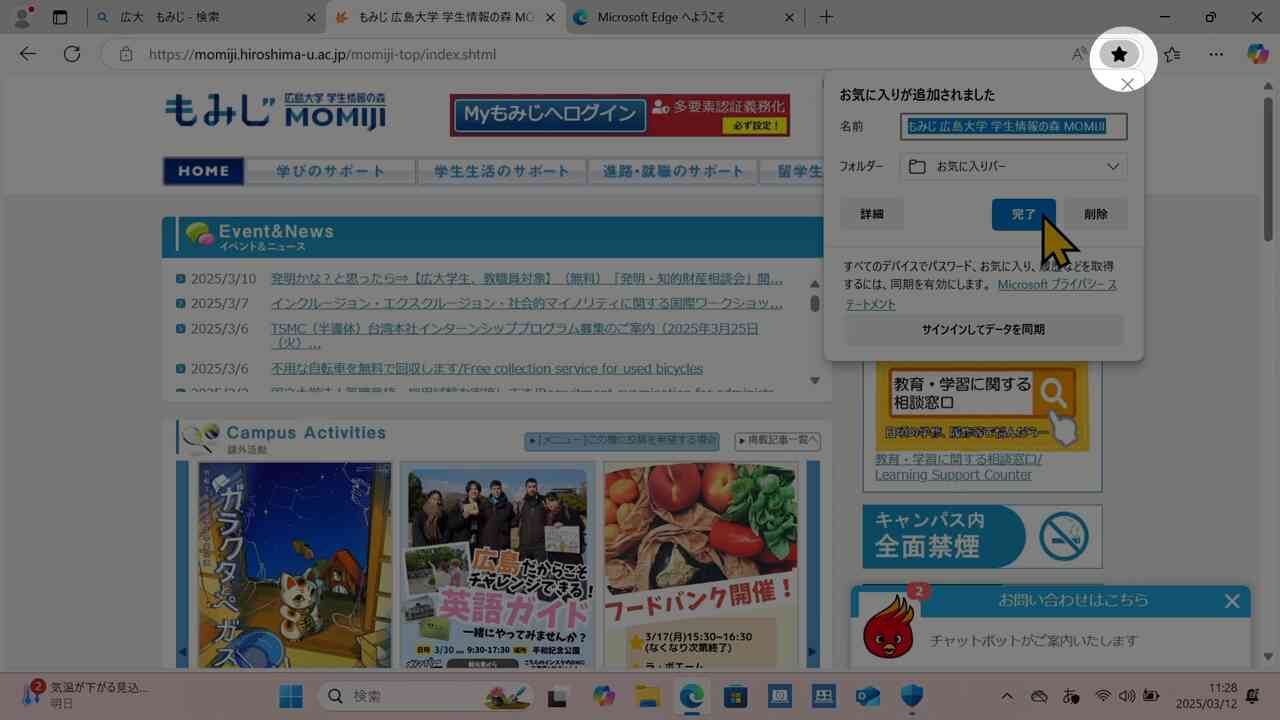 広大 もみじ - 検索
もみじ 広島大学 学生情報の森 MO
Microsoft Edge へようこそ
https://momiji.hiroshima-u.ac.jp/momiji-top/index.shtml
もみじ 広島大学 学生情報の森 MOMIJI
Myもみじへログイン
多要素認証義務化
必ず設定！
HOME
学びのサポート
学生生活のサポート
進路・就職のサポート
留学生
お気に入りが追加されました
名前
もみじ 広島大学 学生情報の森 MOMIJI
フォルダー
お気に入りバー
詳細
完了
削除
すべてのデバイスでパスワード、お気に入り、履歴などを取得
するには、同期を有効にします。 Microsoft プライバシー ス
テートメント
サインインしてデータを同期
Event&News
イベント&ニュース
2025/3/10 発明かな？と思ったら⇒【広大学生、教職員対象】（無料）「発明・知的財産相談会」開...
2025/3/7 インクルージョン・エクスクルージョン・社会的マイノリティに関する国際ワークショッ...
2025/3/6 TSMC（半導体）台湾本社インターンシッププログラム募集のご案内（2025年3月25日
（火）...
2025/3/6 不用な自転車を無料で回収します/Free collection service for used bicycles
Campus Activities
課外活動
[メニュー]この欄に投稿を希望する場合
掲載記事一覧へ
ガラクタ・ペガス
広島だからこそ
チャレンジできる！
英語ガイド
一緒にやってみませんか？
日時 3/30 9:30-17:30 場所 平和記念公園
フードバンク開催！
3/17(月)15:30~16:30
(なくなり次第終了)
ラ・ボエーム
教育・学習に関する
相談窓口
教育・学習に関する相談窓口/
Learning Support Counter
キャンパス内
全面禁煙
2
お問い合わせはこちら
チャットボットがご案内いたします
2
気温が下がる見込...
明日
検索
あ
11:28
2025/03/12